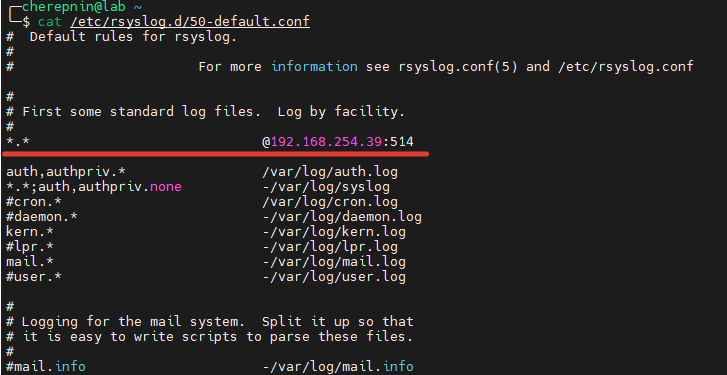 cherepnin@lab ~
$ cat /etc/rsyslog.d/50-default.conf
#  Default rules for rsyslog.
#
#                       For more information see rsyslog.conf(5) and /etc/rsyslog.conf
#
# First some standard log files.  Log by facility.
#
*.*                             @192.168.254.39:514
auth,authpriv.*                 /var/log/auth.log
*.*;auth,authpriv.none          -/var/log/syslog
#cron.*                         /var/log/cron.log
#daemon.*                       -/var/log/daemon.log
kern.*                          -/var/log/kern.log
#lpr.*                          -/var/log/lpr.log
mail.*                          -/var/log/mail.log
#user.*                         -/var/log/user.log
#
# Logging for the mail system.  Split it up so that
# it is easy to write scripts to parse these files.
#
#mail.info                      -/var/log/mail.info